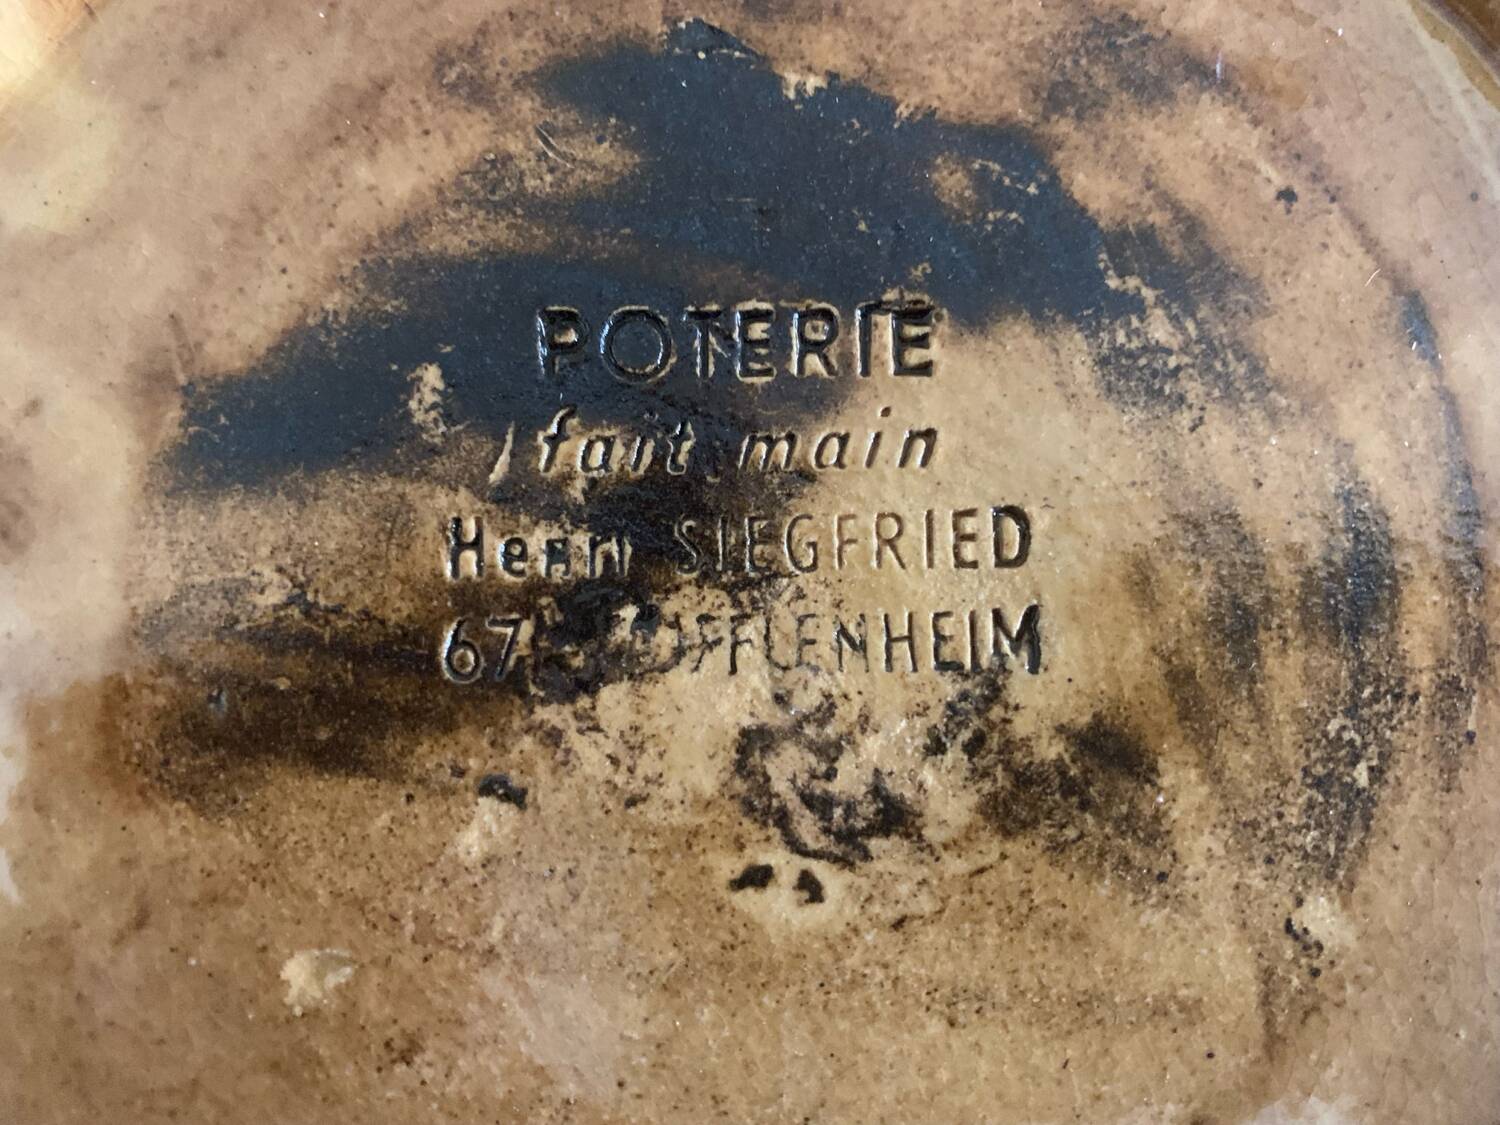 POTERIE
fait main
Henri SIEGFRIED
67